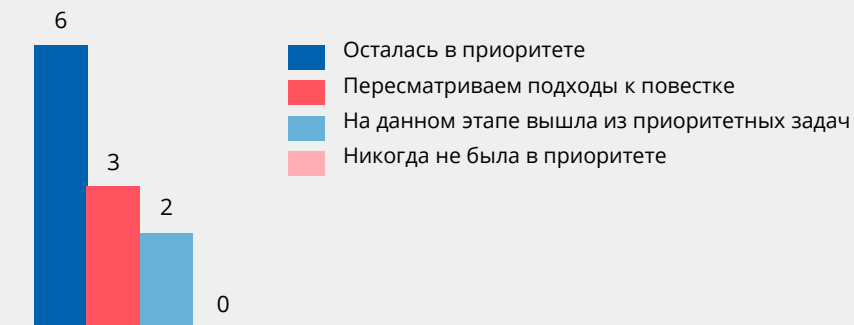 6
3
2
0
Осталась в приоритете
Пересматриваем подходы к повестке
На данном этапе вышла из приоритетных задач
Никогда не была в приоритете